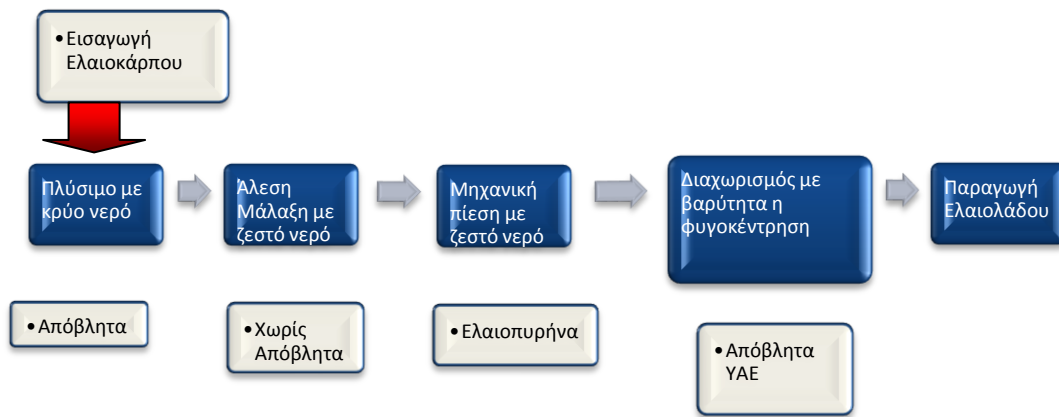 •Εισαγωγή
Ελαιοκάρπου
Πλύσιμο με
κρύο νερό
Άλεση
Μάλαξη με
ζεστό νερό
Μηχανική
πίεση με
ζεστό νερό
Διαχωρισμός με
βαρύτητα η
φυγοκέντρηση
Παραγωγή
Ελαιολάδου
•Απόβλητα
•Χωρίς
Απόβλητα
•Ελαιοπυρήνα
•Απόβλητα
ΥΑΕ